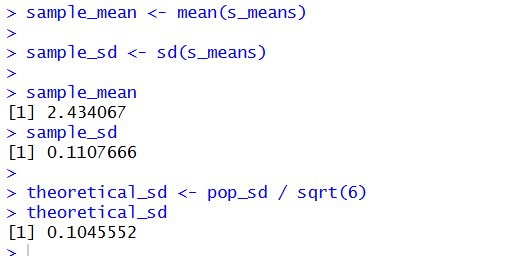 > sample_mean <- mean(s_means)
>
> sample_sd <- sd(s_means)
>
> sample_mean
[1] 2.434067
> sample_sd
[1] 0.1107666
>
> theoretical_sd <- pop_sd / sqrt(6)
> theoretical_sd
[1] 0.1045552
>